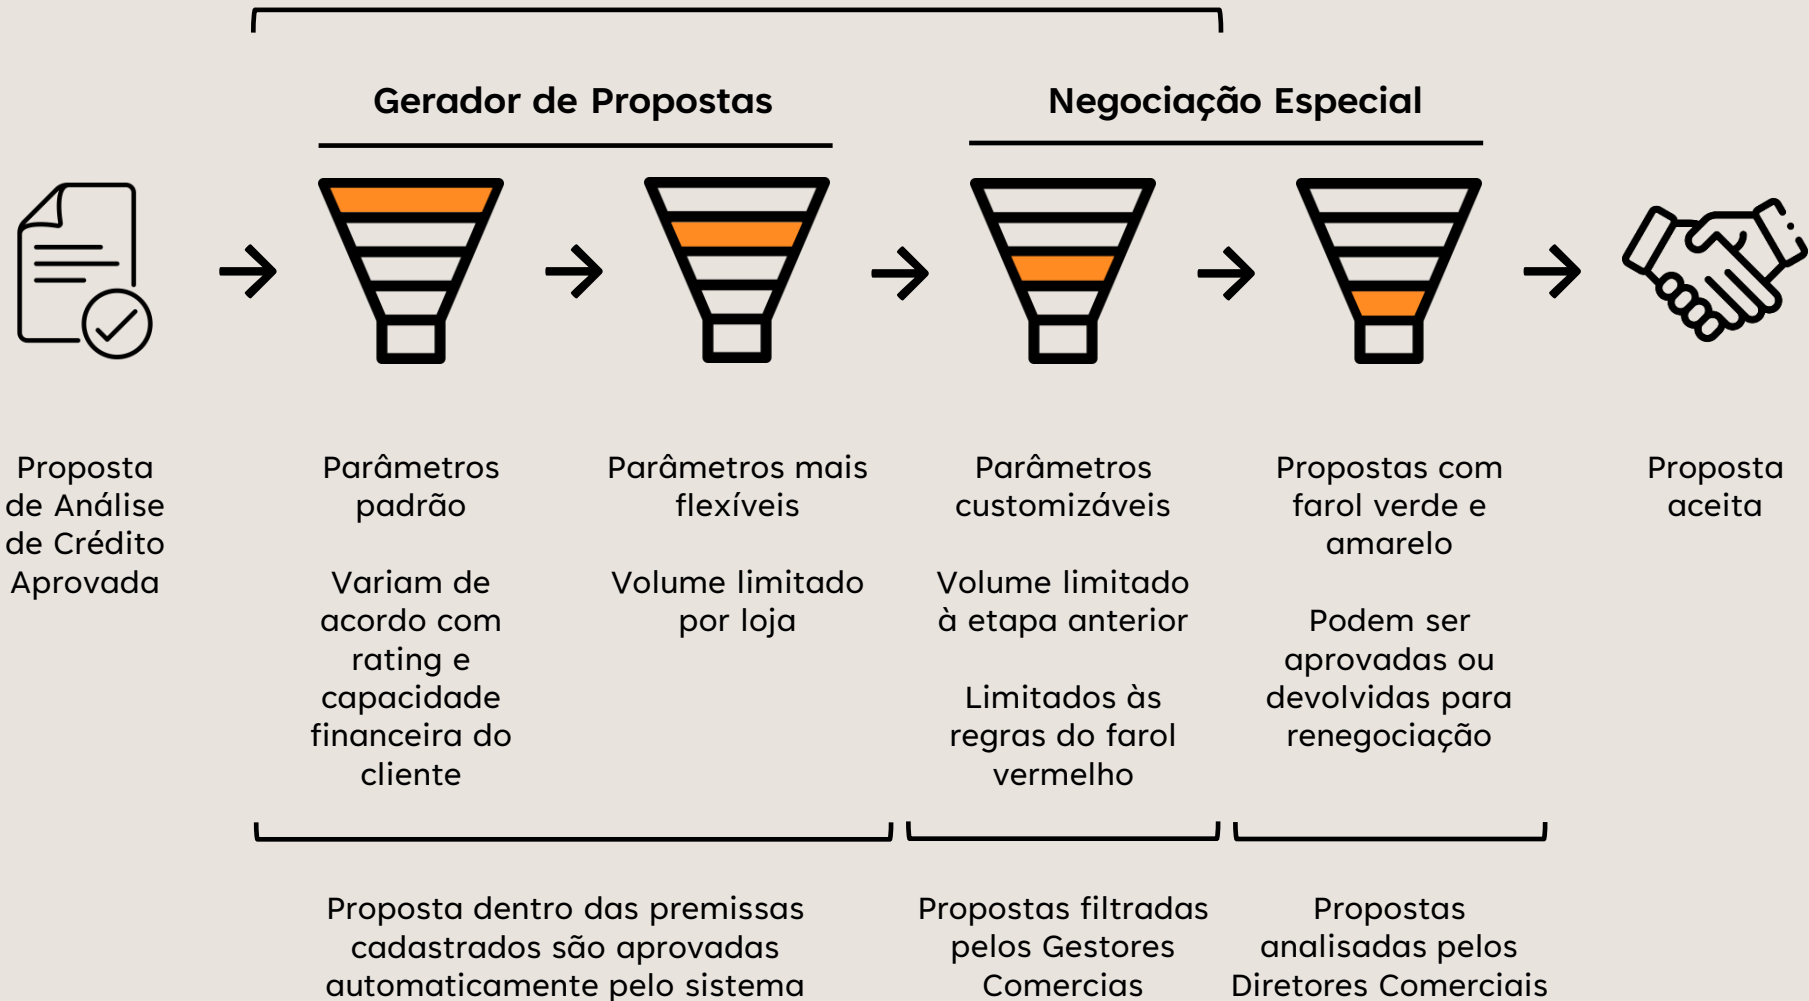 Gerador de Propostas
Negociação Especial
Proposta
de Análise
de Crédito
Aprovada
Parâmetros
padrão
Variam de
acordo com
rating e
capacidade
financeira do
cliente
Parâmetros mais
flexíveis
Volume limitado
por loja
Parâmetros
customizáveis
Volume limitado
à etapa anterior
Limitados às
regras do farol
vermelho
Propostas com
farol verde e
amarelo
Podem ser
aprovadas ou
devolvidas para
renegociação
Proposta
aceita
Proposta dentro das premissas
cadastrados são aprovadas
automaticamente pelo sistema
Propostas filtradas
pelos Gestores
Comercias
Propostas
analisadas pelos
Diretores Comerciais